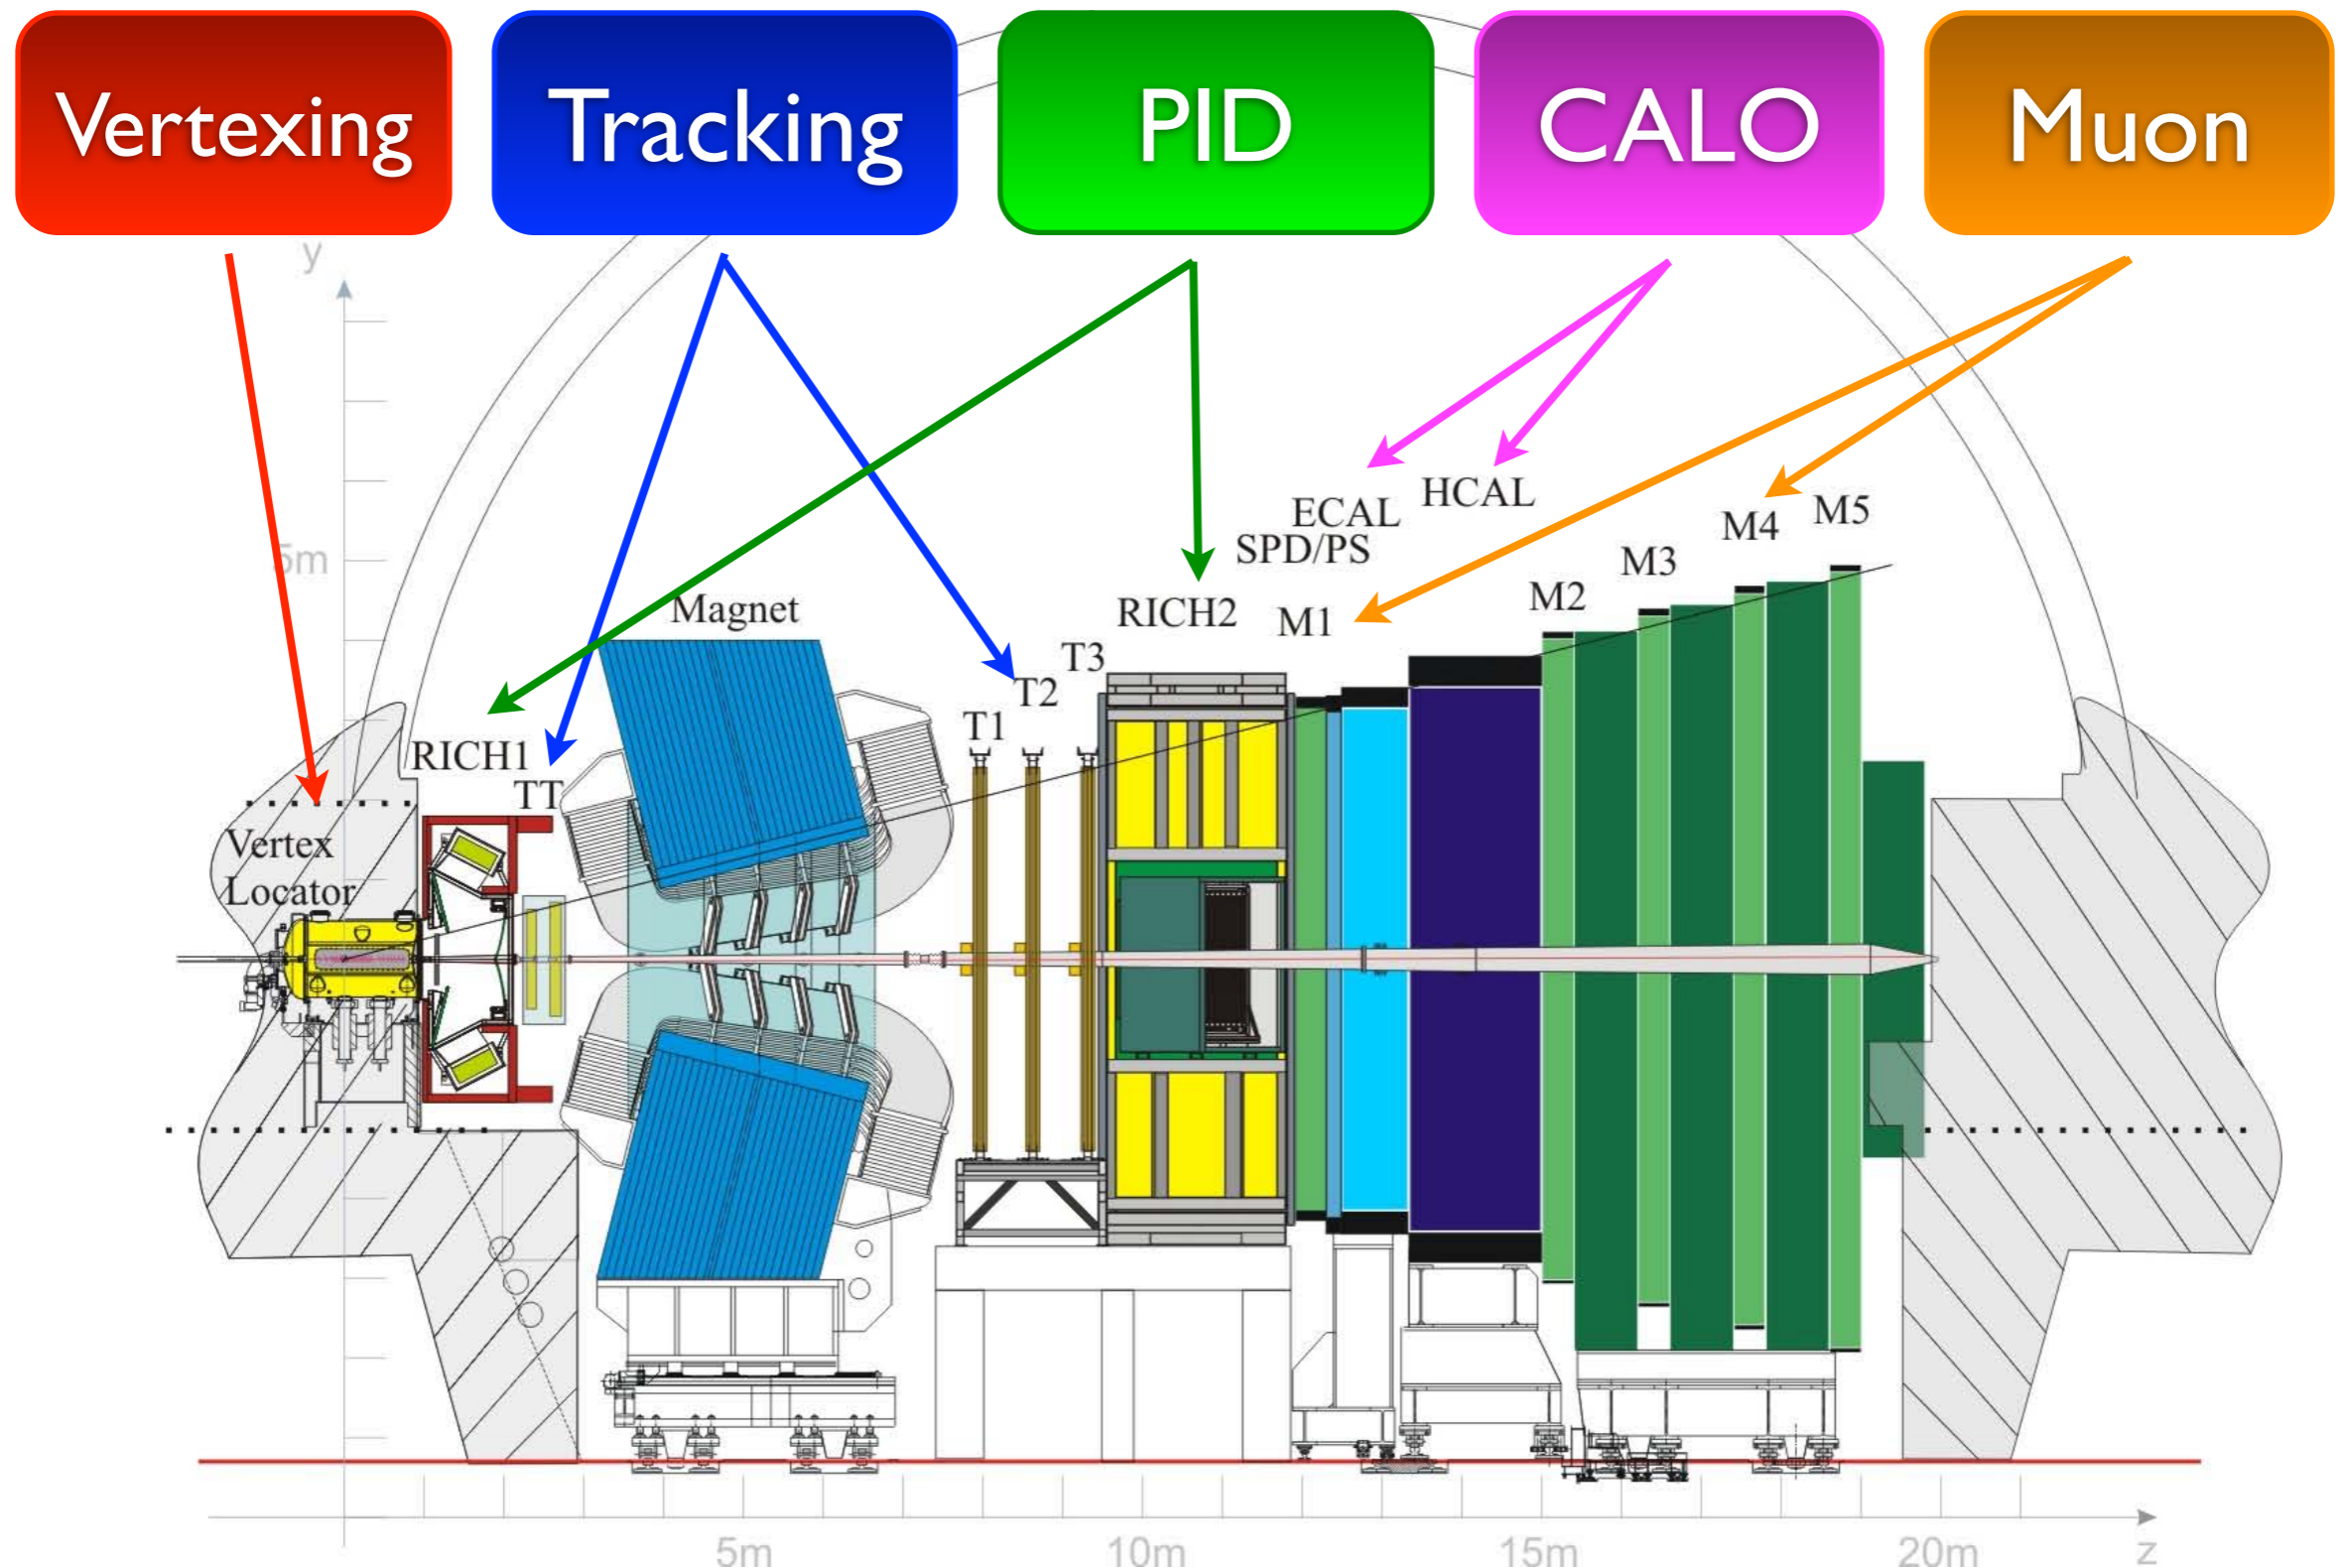 Vertexing
Tracking
PID
CALO
Muon
y
5m
ECAL
HCAL
SPD/PS
M5
M4
M3
M2
Magnet
RICH2
M1
T3
T2
T1
RICH1
TT
Vertex
Locator
5m
10m
15m
20m
z